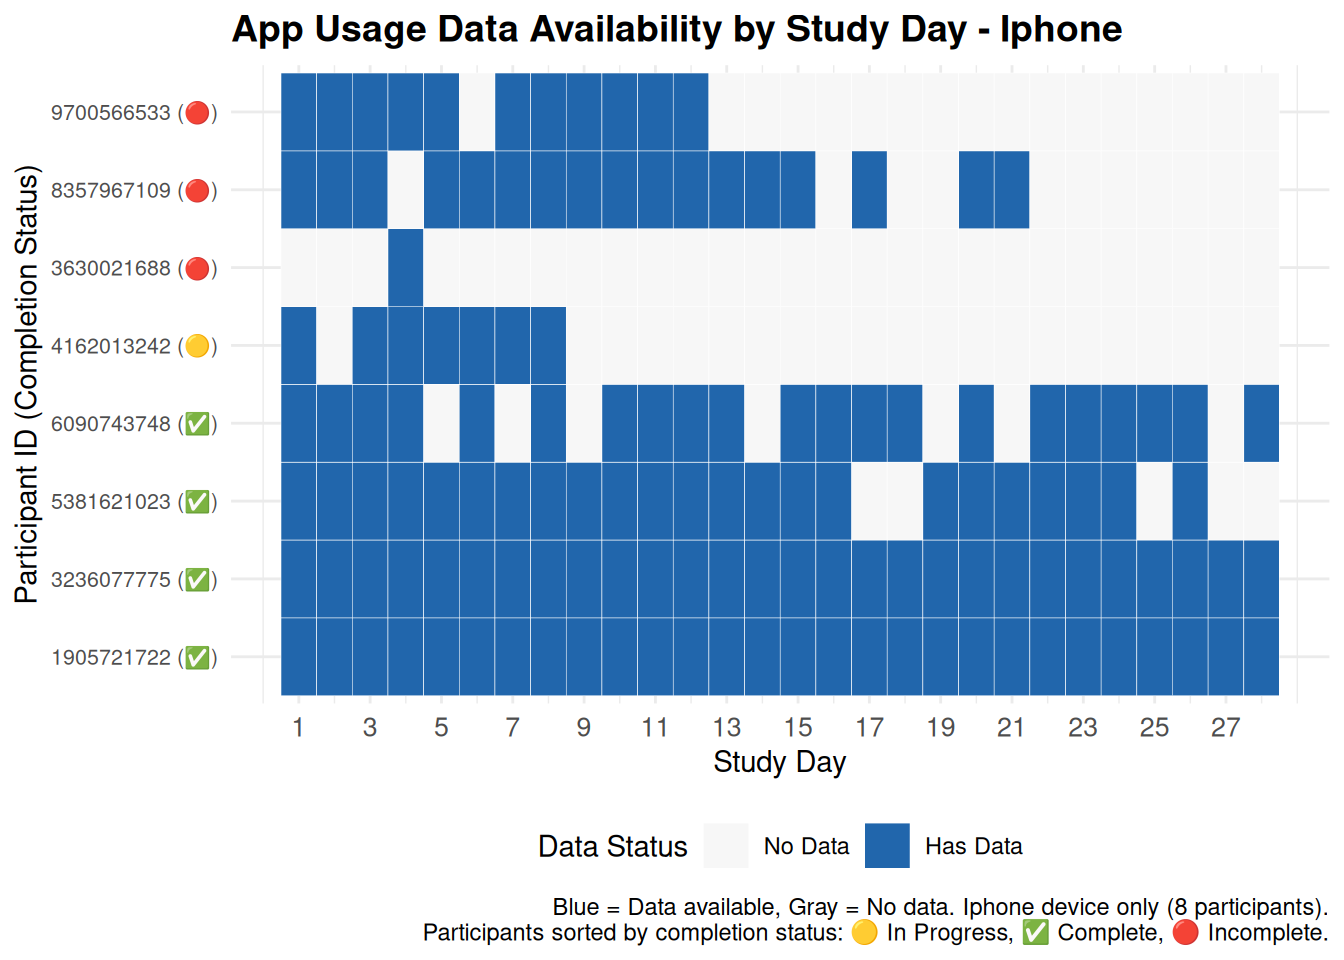 App Usage Data Availability by Study Day - Iphone
Participant ID (Completion Status)
9700566533 (🔴)
8357967109 (🔴)
3630021688 (🔴)
4162013242 (🟡)
6090743748 (✅)
5381621023 (✅)
3236077775 (✅)
1905721722 (✅)
1 3 5 7 9 11 13 15 17 19 21 23 25 27
Study Day
Data Status No Data Has Data
Blue = Data available, Gray = No data. Iphone device only (8 participants).
Participants sorted by completion status: 🟡 In Progress, ✅ Complete, 🔴 Incomplete.